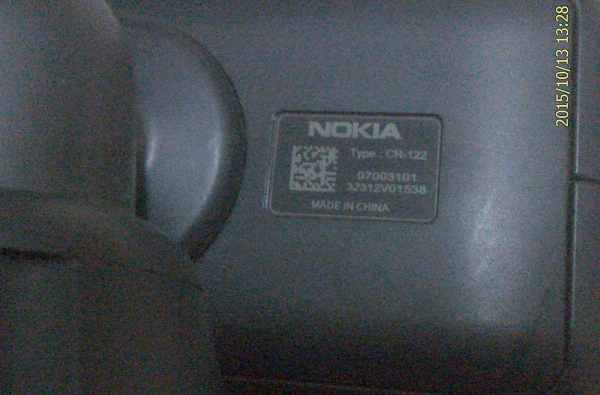 NOKIA
Type : CR-122
07003101
32312V01538
MADE IN CHINA
2015/10/13 13:28